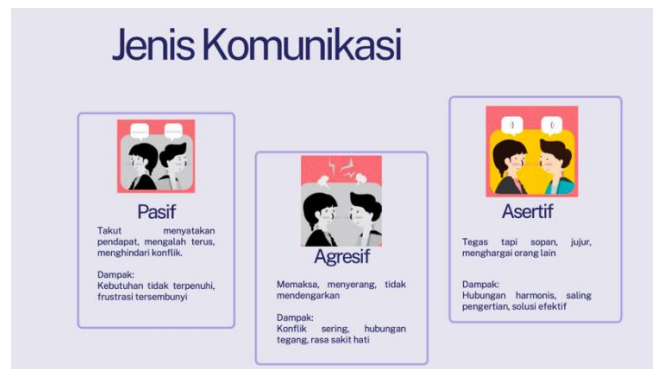 Jenis Komunikasi
Pasif
Takut menyatakan
pendapat, mengalah terus,
menghindari konflik.
Dampak:
Kebutuhan tidak terpenuhi,
frustrasi tersembunyi
Agresif
Memaksa, menyerang, tidak
mendengarkan
Dampak:
Konflik sering, hubungan
tegang, rasa sakit hati
Asertif
Tegas tapi sopan, jujur,
menghargai orang lain
Dampak:
Hubungan harmonis, saling
pengertian, solusi efektif